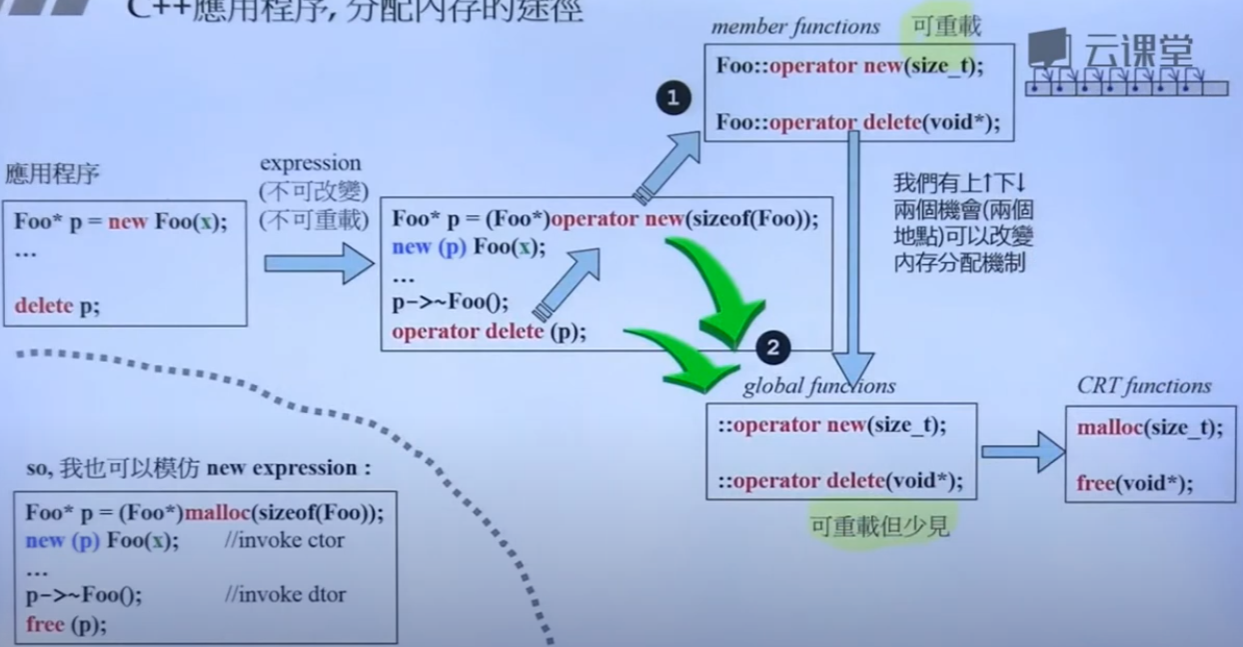 C++應用程序, 分配內存的途徑
member functions 可重載
云课堂
Foo::operator new(size_t);
Foo::operator delete(void*);
❶
應用程序
Foo* p = new Foo(x);
...
delete p;
expression
(不可改變)
(不可重載)
Foo* p = (Foo*)operator new(sizeof(Foo));
new (p) Foo(x);
...
p->~Foo();
operator delete (p);
我們有上↑下↓
兩個機會(兩個
地點)可以改變
內存分配機制
❷
global functions
::operator new(size_t);
::operator delete(void*);
可重載但少見
CRT functions
malloc(size_t);
free(void*);
so, 我也可以模仿 new expression :
Foo* p = (Foo*)malloc(sizeof(Foo));
new (p) Foo(x); //invoke ctor
...
p->~Foo(); //invoke dtor
free (p);